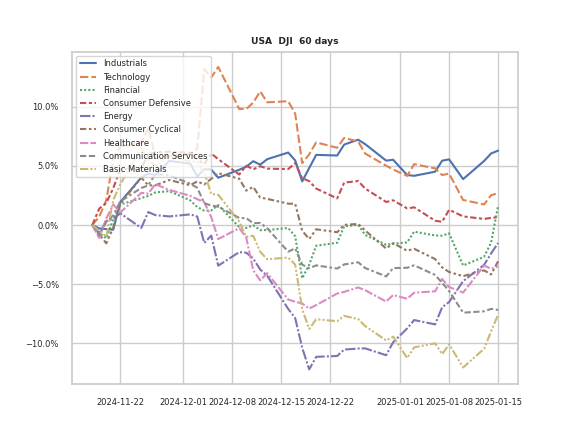 USA  DJI  60 days
Industrials
Technology
Financial
Consumer Defensive
Energy
Consumer Cyclical
Healthcare
Communication Services
Basic Materials
10.0%
5.0%
0.0%
−5.0%
−10.0%
2024-11-22 2024-12-01 2024-12-08 2024-12-15 2024-12-22 2025-01-01 2025-01-08 2025-01-15